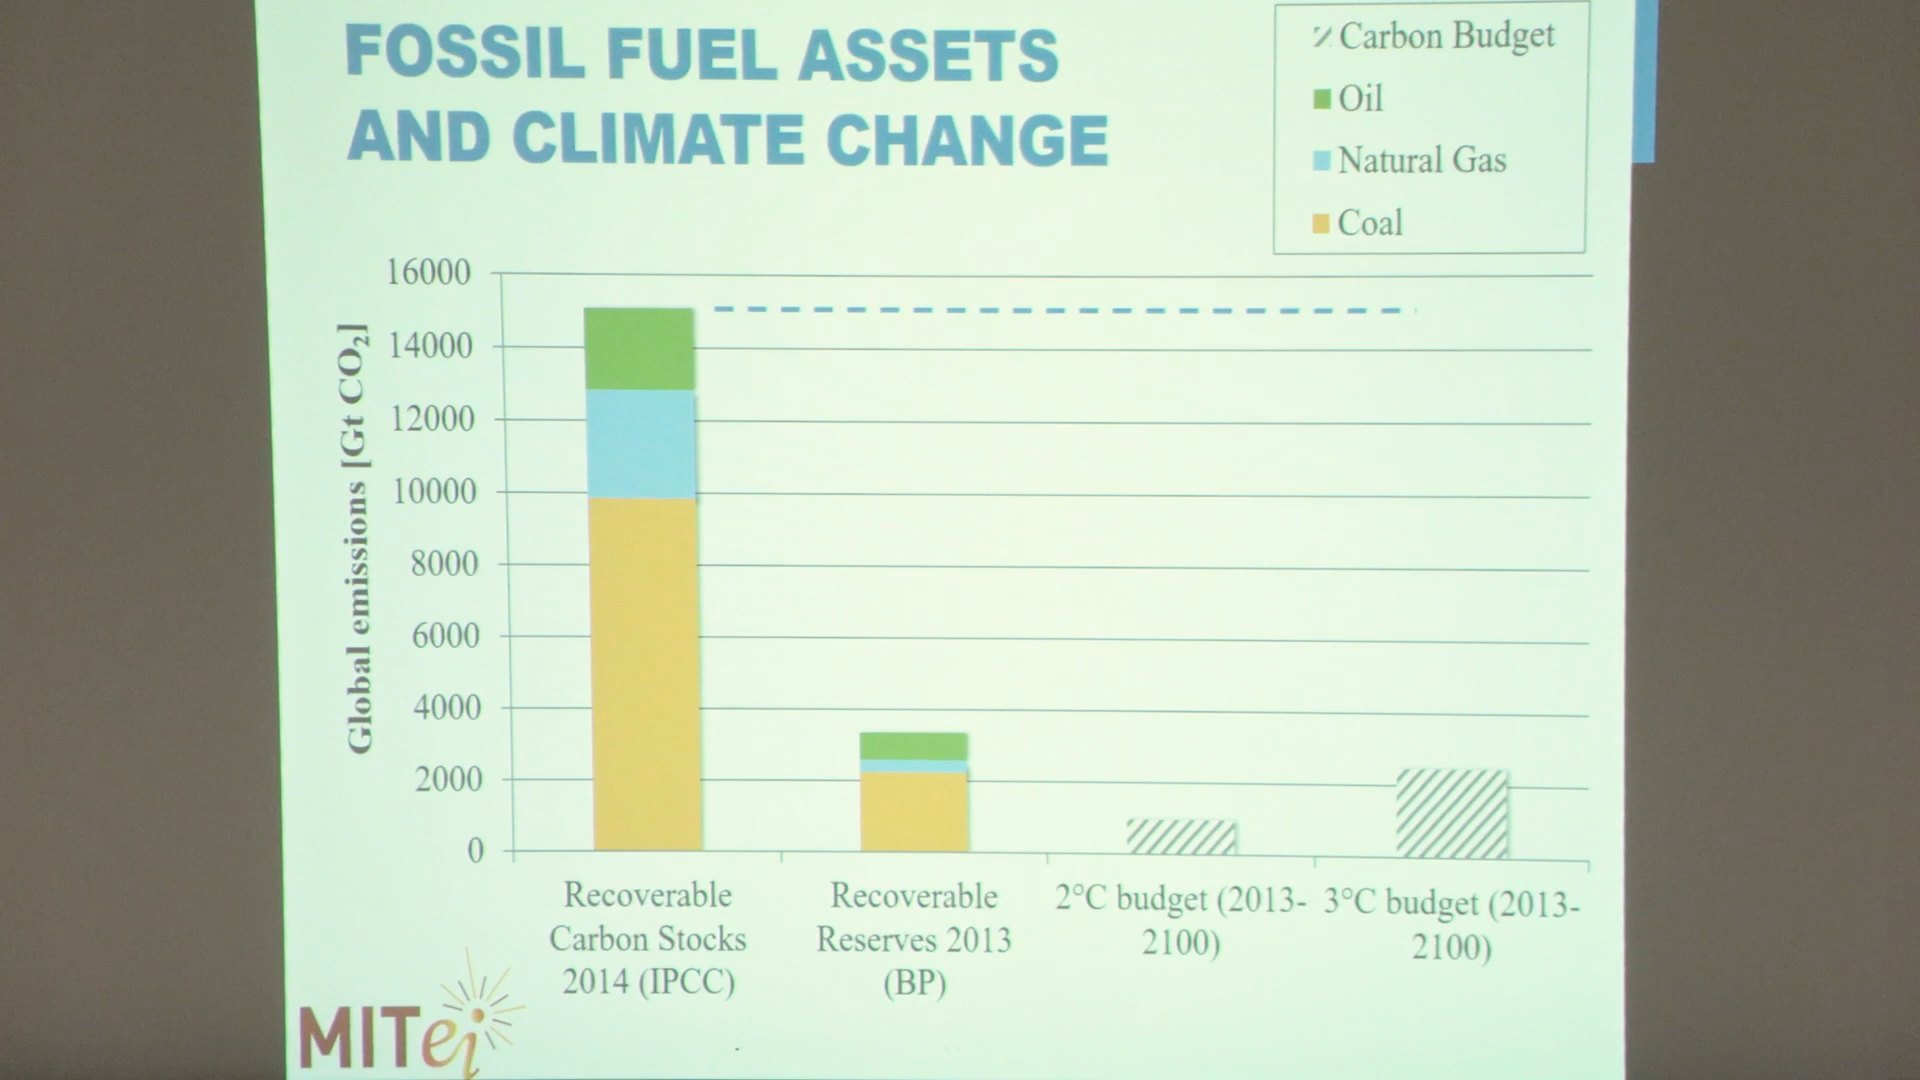 FOSSIL FUEL ASSETS
AND CLIMATE CHANGE
Carbon Budget
Oil
Natural Gas
Coal
Global emissions [Gt CO₂]
16000
14000
12000
10000
8000
6000
4000
2000
0
Recoverable
Carbon Stocks
2014 (IPCC)
Recoverable
Reserves 2013
(BP)
2°C budget (2013-
2100)
3°C budget (2013-
2100)
MITei